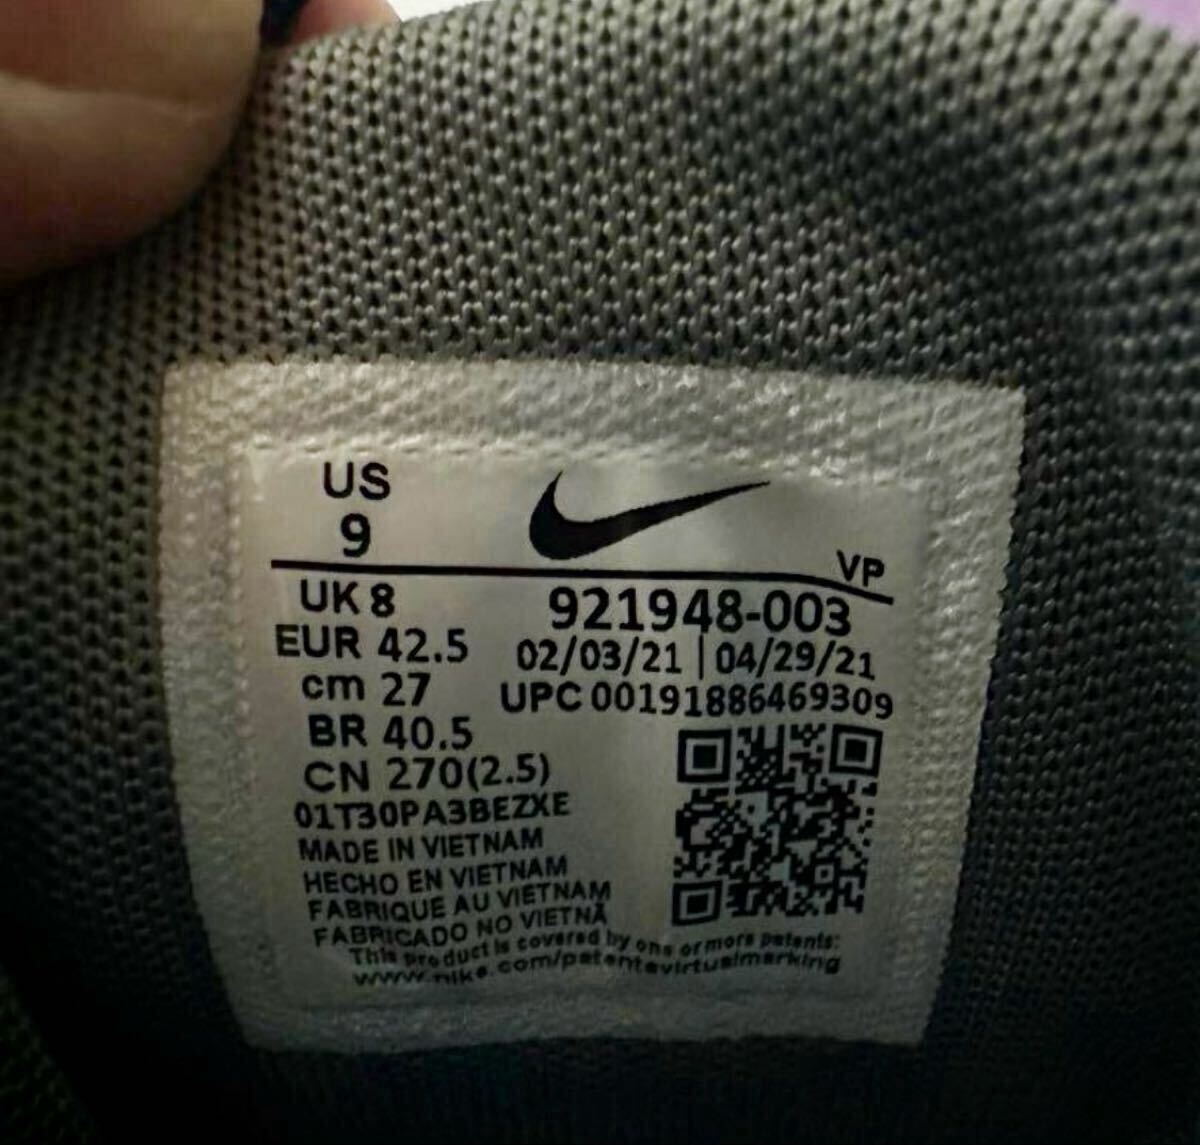 US
9
VP
UK 8
EUR 42.5
cm 27
BR 40.5
CN 270(2.5)
921948-003
02/03/21 | 04/29/21
UPC 00191886469309
01T30PA3BEZXE
MADE IN VIETNAM
HECHO EN VIETNAM
FABRIQUE AU VIETNAM
FABRICADO NO VIETNÃ
This product is covered by one or more patents:
www.nike.com/patentsvirtualmarking